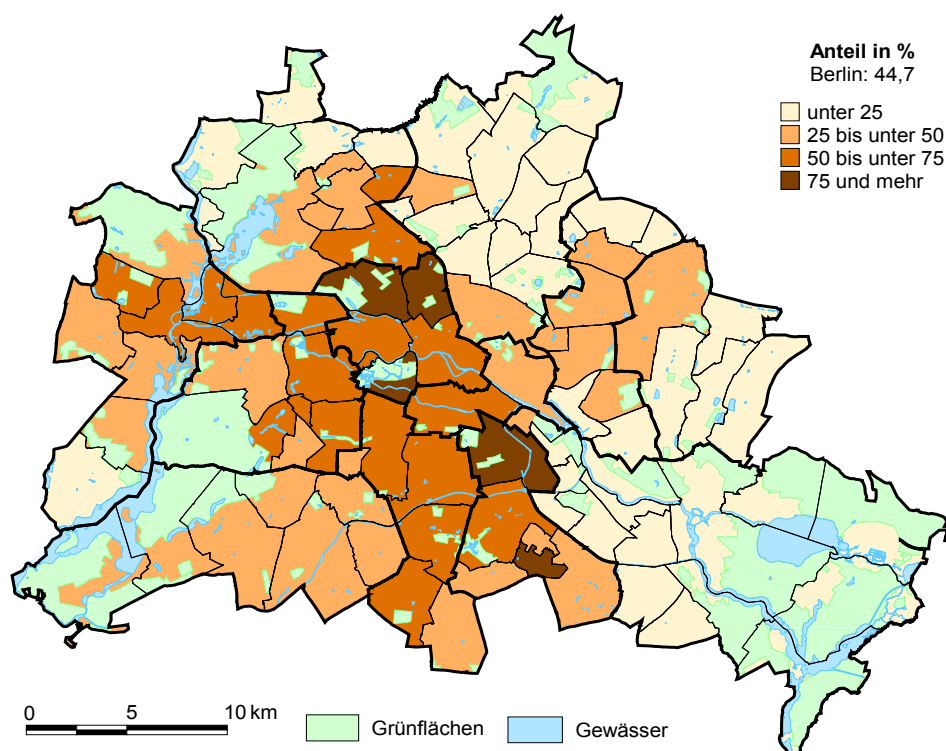 Anteil in %
Berlin: 44,7
unter 25
25 bis unter 50
50 bis unter 75
75 und mehr
0 5 10 km
Grünflächen
Gewässer